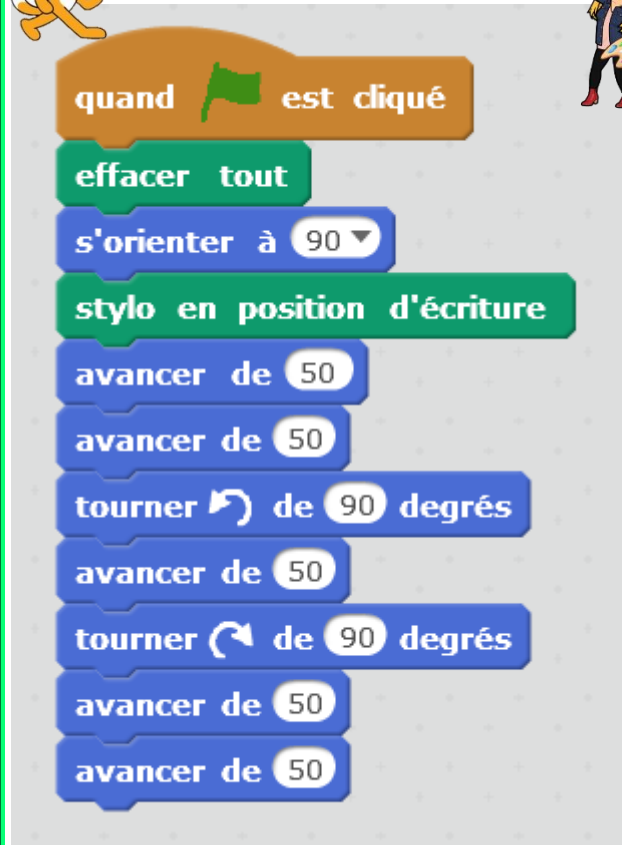 quand est cliqué
effacer tout
s'orienter à 90
stylo en position d'écriture
avancer de 50
avancer de 50
tourner de 90 degrés
avancer de 50
tourner de 90 degrés
avancer de 50
avancer de 50